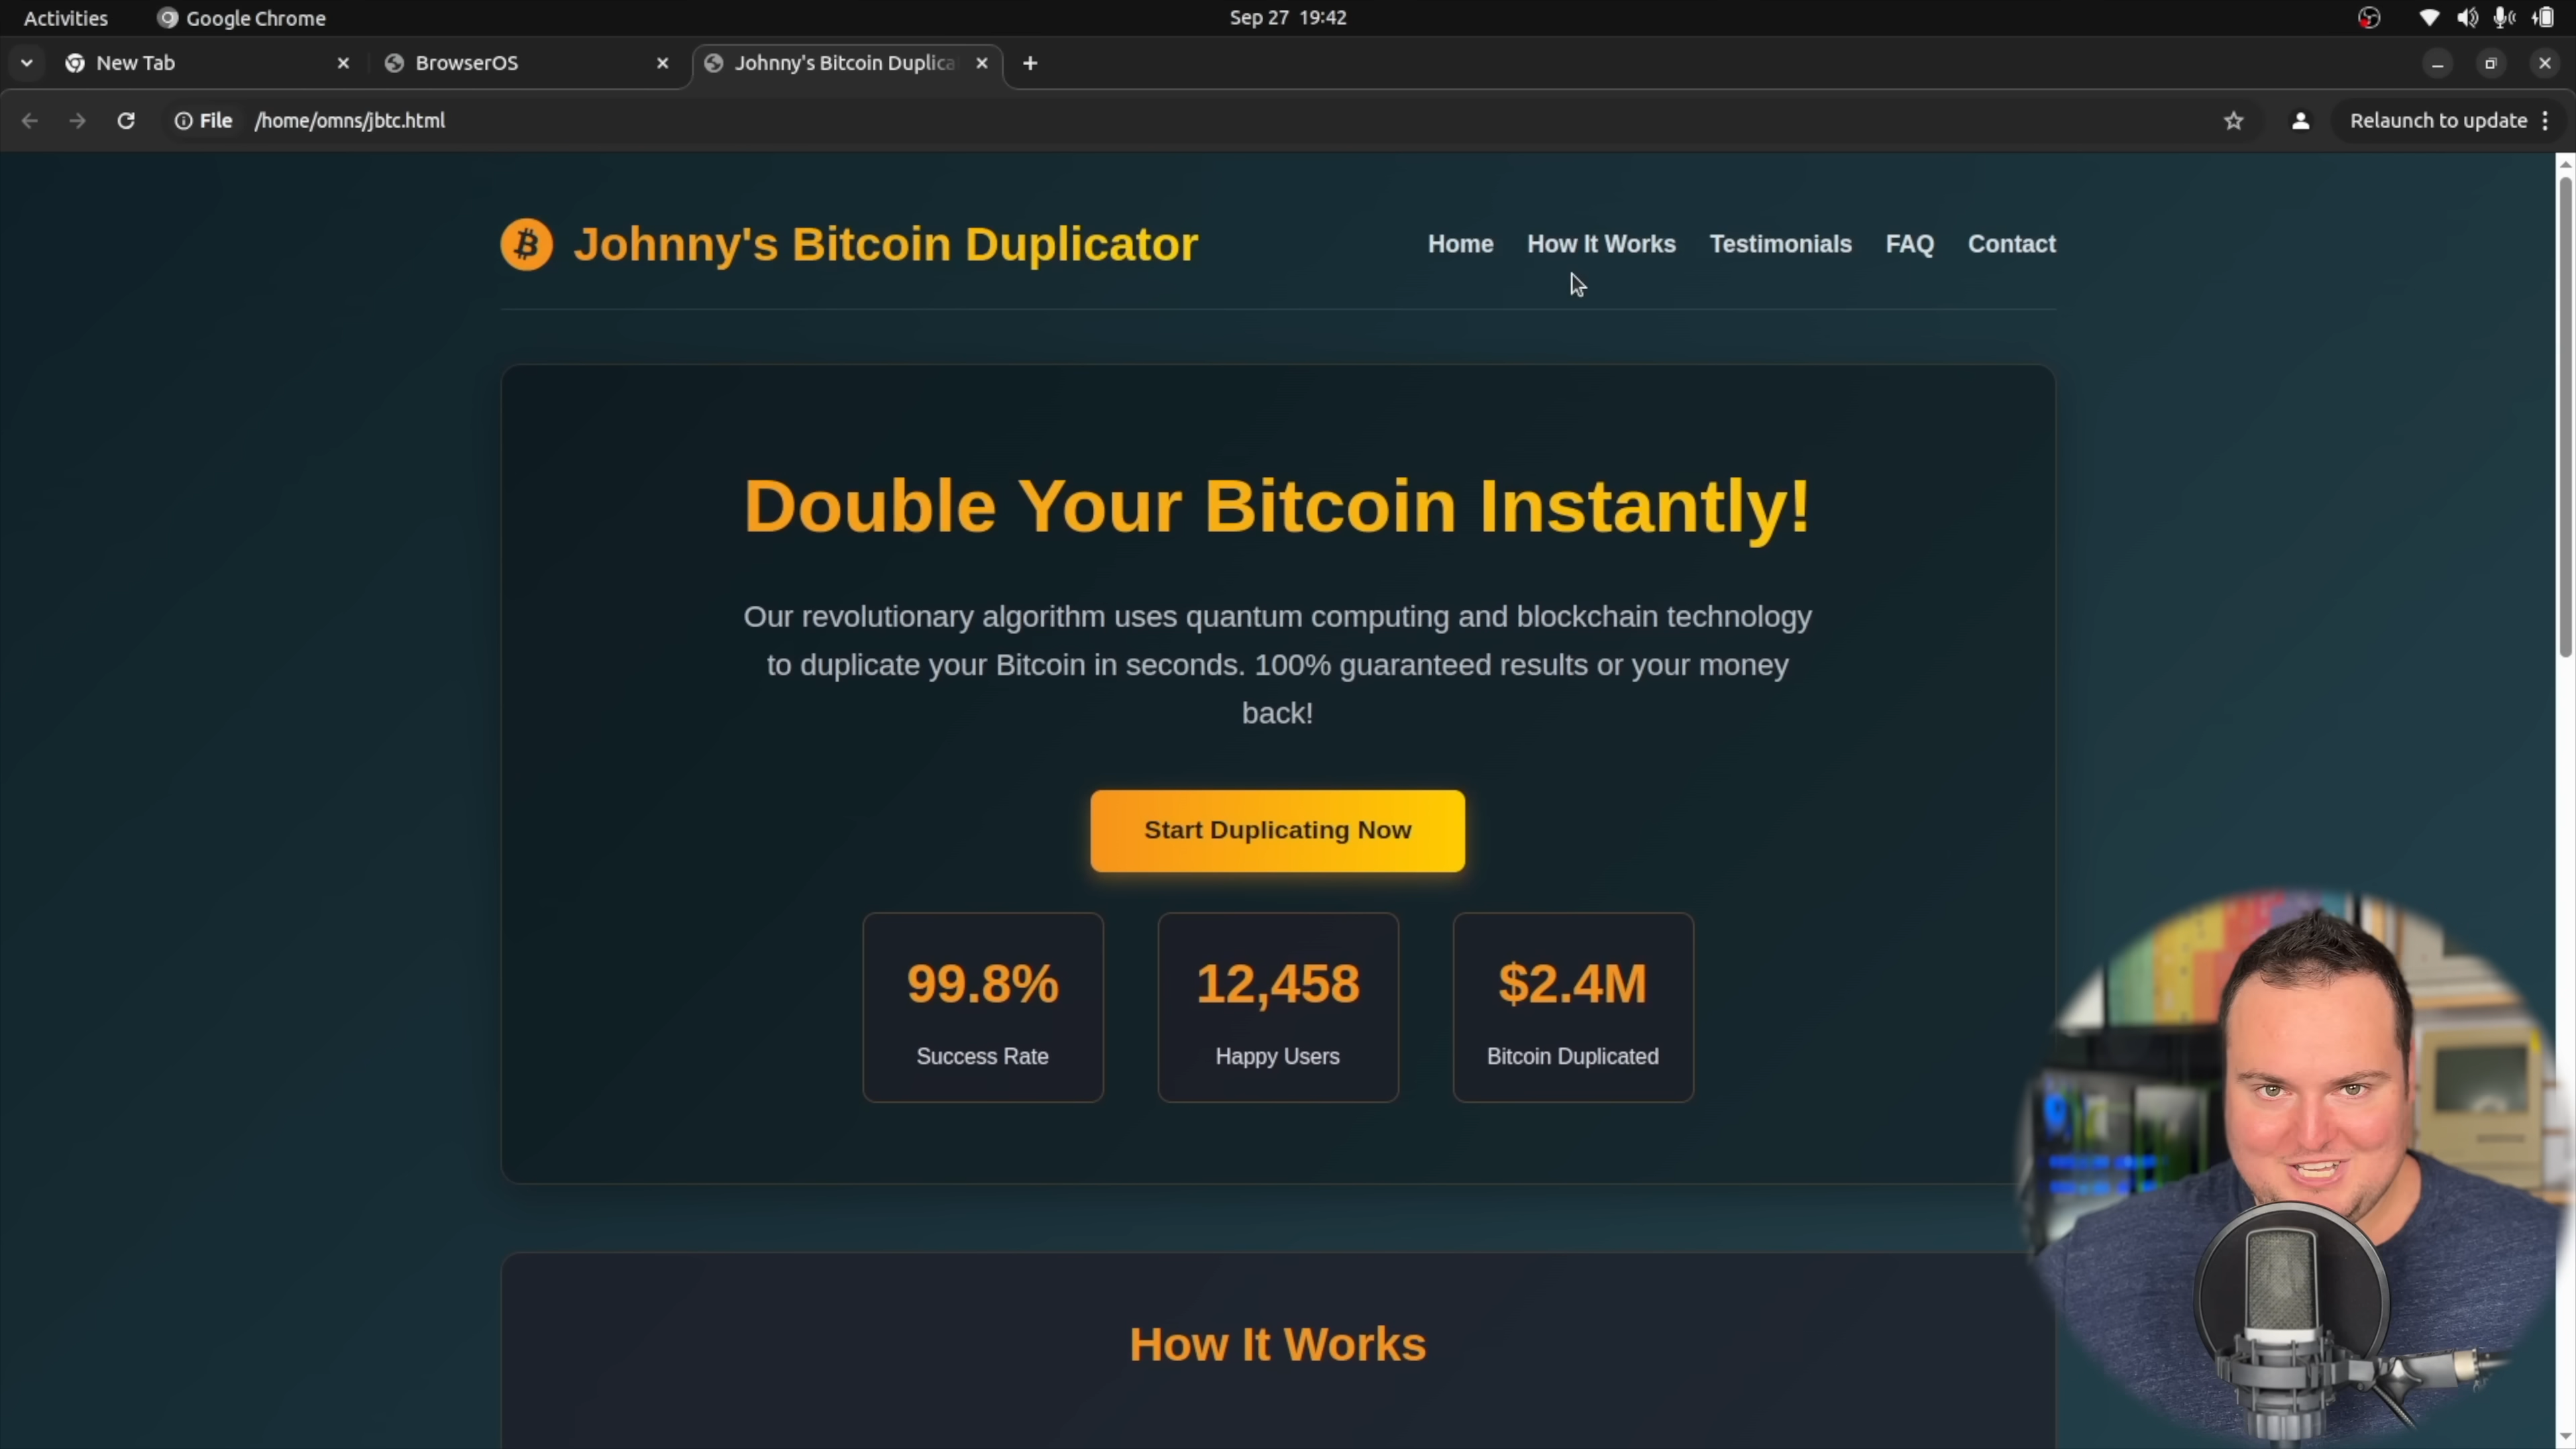 Activities Google Chrome Sep 27 19:42
New Tab BrowserOS Johnny's Bitcoin Duplica
File /home/omns/jbtc.html Relaunch to update
Johnny's Bitcoin Duplicator Home How It Works Testimonials FAQ Contact
Double Your Bitcoin Instantly!
Our revolutionary algorithm uses quantum computing and blockchain technology
to duplicate your Bitcoin in seconds. 100% guaranteed results or your money
back!
Start Duplicating Now
99.8% 12,458 $2.4M
Success Rate Happy Users Bitcoin Duplicated
How It Works